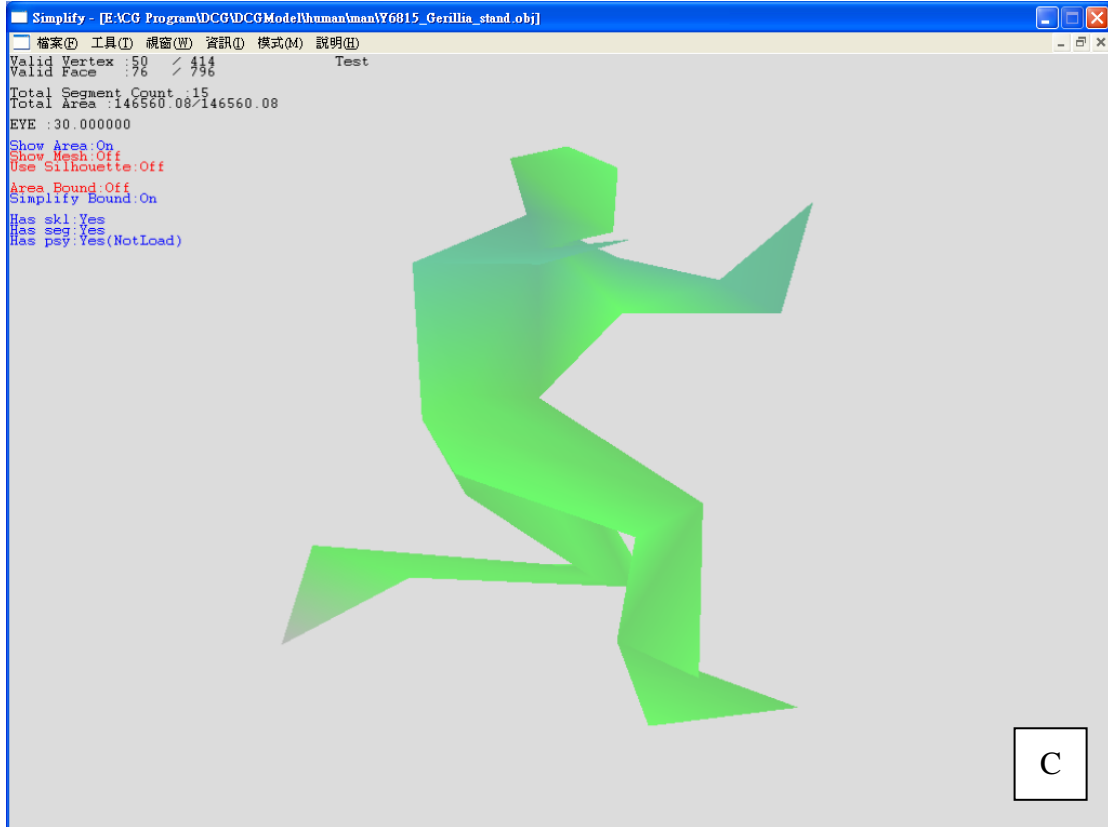 Simplify - [E:\CG Program\DCG\DCGModel\human\man\Y6815_Gerillia_stand.obj]
檔案(F) 工具(T) 視窗(W) 資訊(I) 模式(M) 說明(H)
Valid Vertex :50 / 414 Test
Valid Face :76 / 796
Total Segment Count :15
Total Area :146560.08/146560.08
EYE :30.000000
Show Area:On
Show Mesh:Off
Use Silhouette:Off
Area Bound:Off
Simplify Bound:On
Has skl:Yes
Has seg:Yes
Has psy:Yes(NotLoad)
C